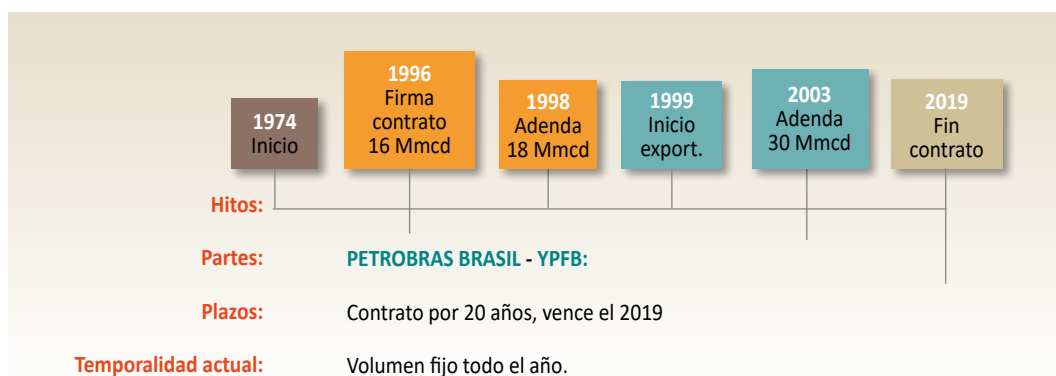 1974
Inicio
1996
Firma
contrato
16 Mmcd
1998
Adenda
18 Mmcd
1999
Inicio
export.
2003
Adenda
30 Mmcd
2019
Fin
contrato
Hitos:
Partes: PETROBRAS BRASIL - YPFB:
Plazos: Contrato por 20 años, vence el 2019
Temporalidad actual: Volumen fijo todo el año.